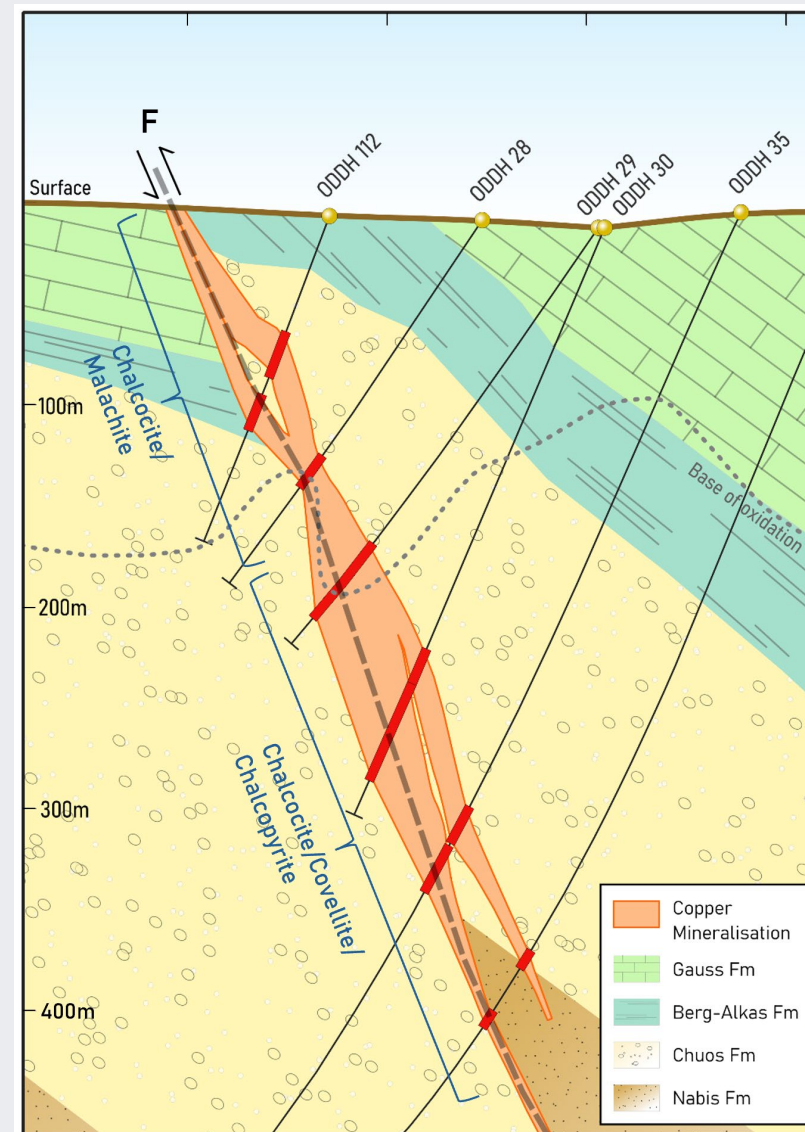 F
Surface
ODDH 112
ODDH 28
ODDH 29
ODDH 30
ODDH 35
Chalcocite/
Malachite
100m
Base of oxidation
200m
Chalcocite/Covellite/
Chalcopyrite
300m
400m
Copper
Mineralisation
Gauss Fm
Berg-Alkas Fm
Chuos Fm
Nabis Fm